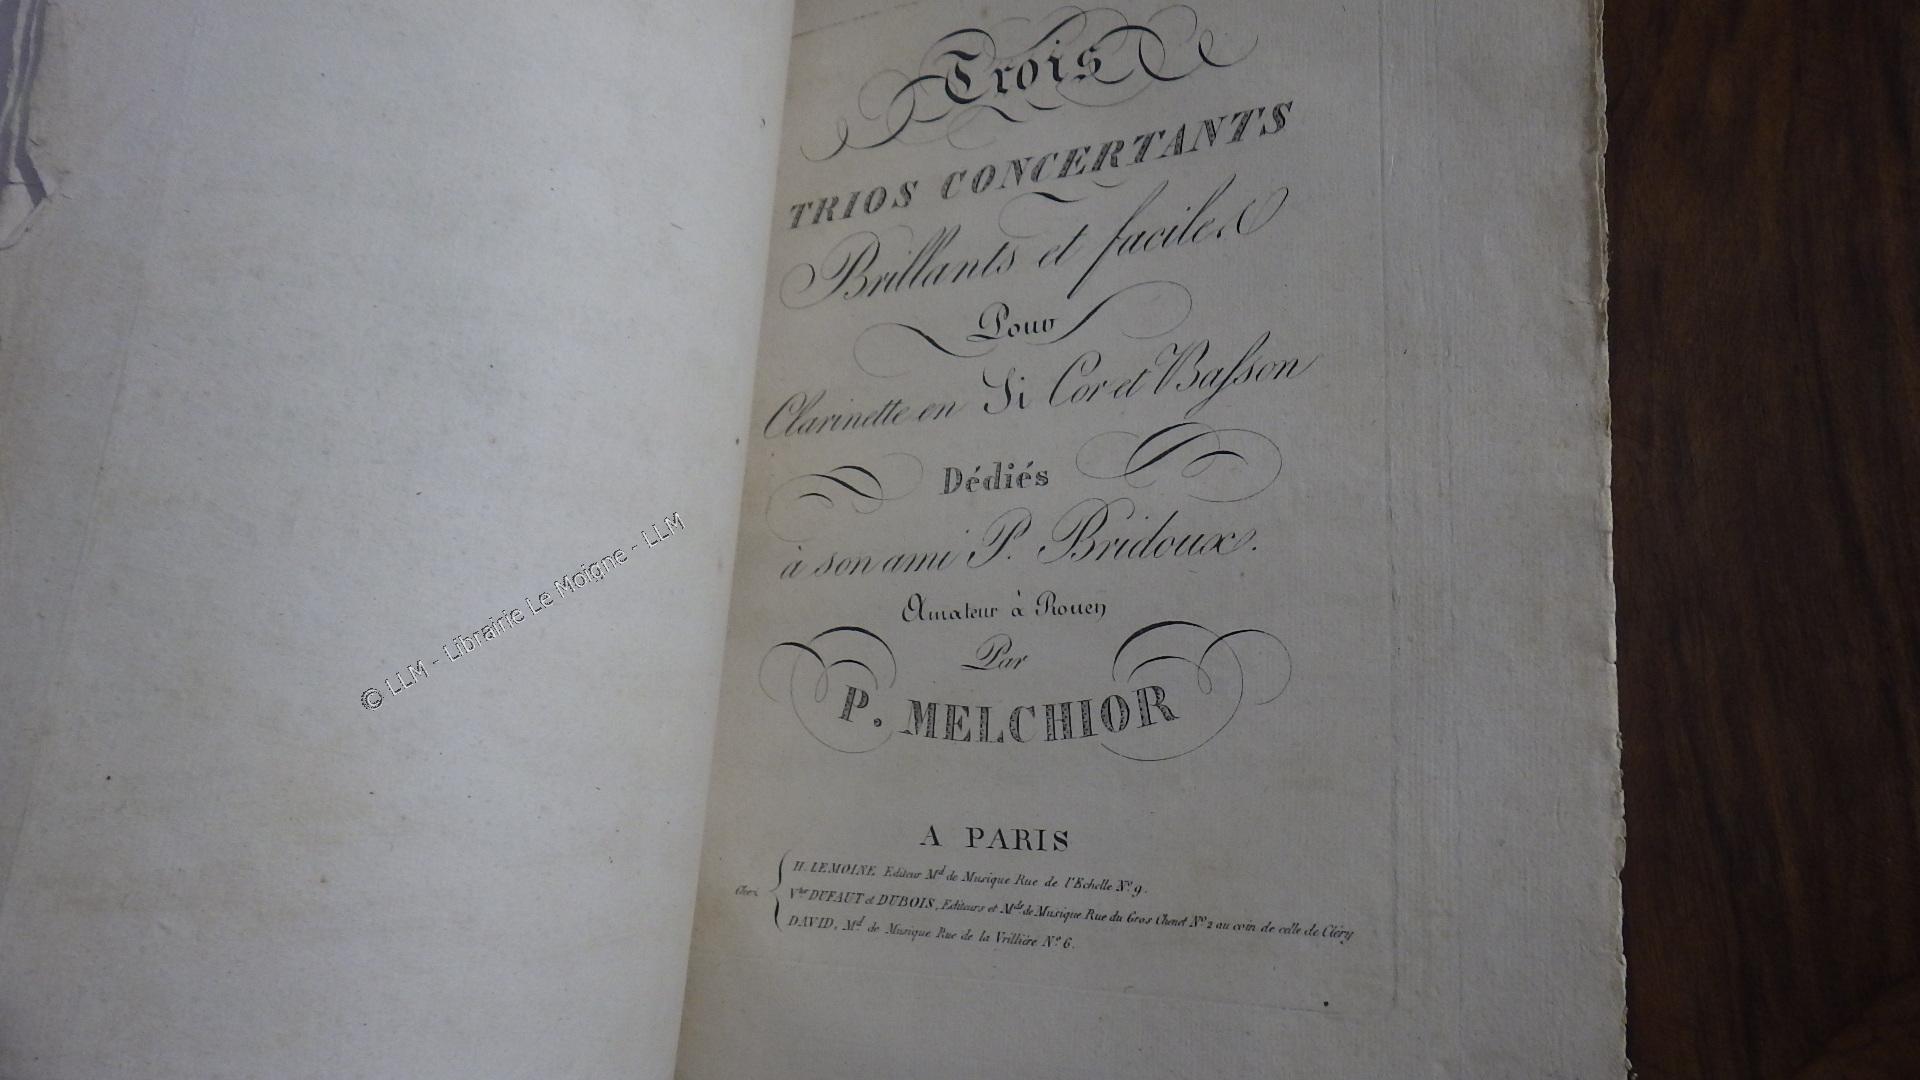 Trois
TRIOS CONCERTANTS
Brillants et faciles
Pour
Clarinette en Si Cor et Baſson
Dédiés
à son ami P. Bridoux.
Amateur à Rouen
Par
P. MELCHIOR
A PARIS
Chez
H. LEMOINE Editeur Md de Musique Rue de l'Echelle No. 9.
Vve DUFAUT et DUBOIS, Editeurs et Mds de Musique Rue du Gros Chenet No. 2 au coin de celle de Cléry
DAVID, Md de Musique Rue de la Vrillière No. 6.
© LLM - Librairie Le Moigne - LLM